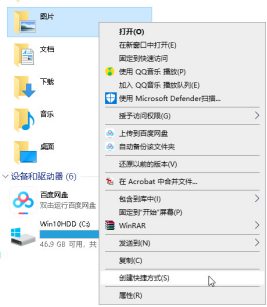 图片
文档
下载
音乐
桌面
设备和驱动器 (6)
百度网盘
双击运行百度网盘
Win10HDD (C:)
46.9 GB 可用, 共
打开(O)
在新窗口中打开(E)
固定到快速访问
使用 QQ音乐 播放(P)
加入 QQ音乐 播放队列(E)
使用 Microsoft Defender扫描...
授予访问权限(G)
上传到百度网盘
自动备份该文件夹
还原以前的版本(V)
在 Acrobat 中合并文件...
包含到库中(I)
固定到"开始"屏幕(P)
WinRAR
发送到(N)
复制(C)
创建快捷方式(S)
属性(R)